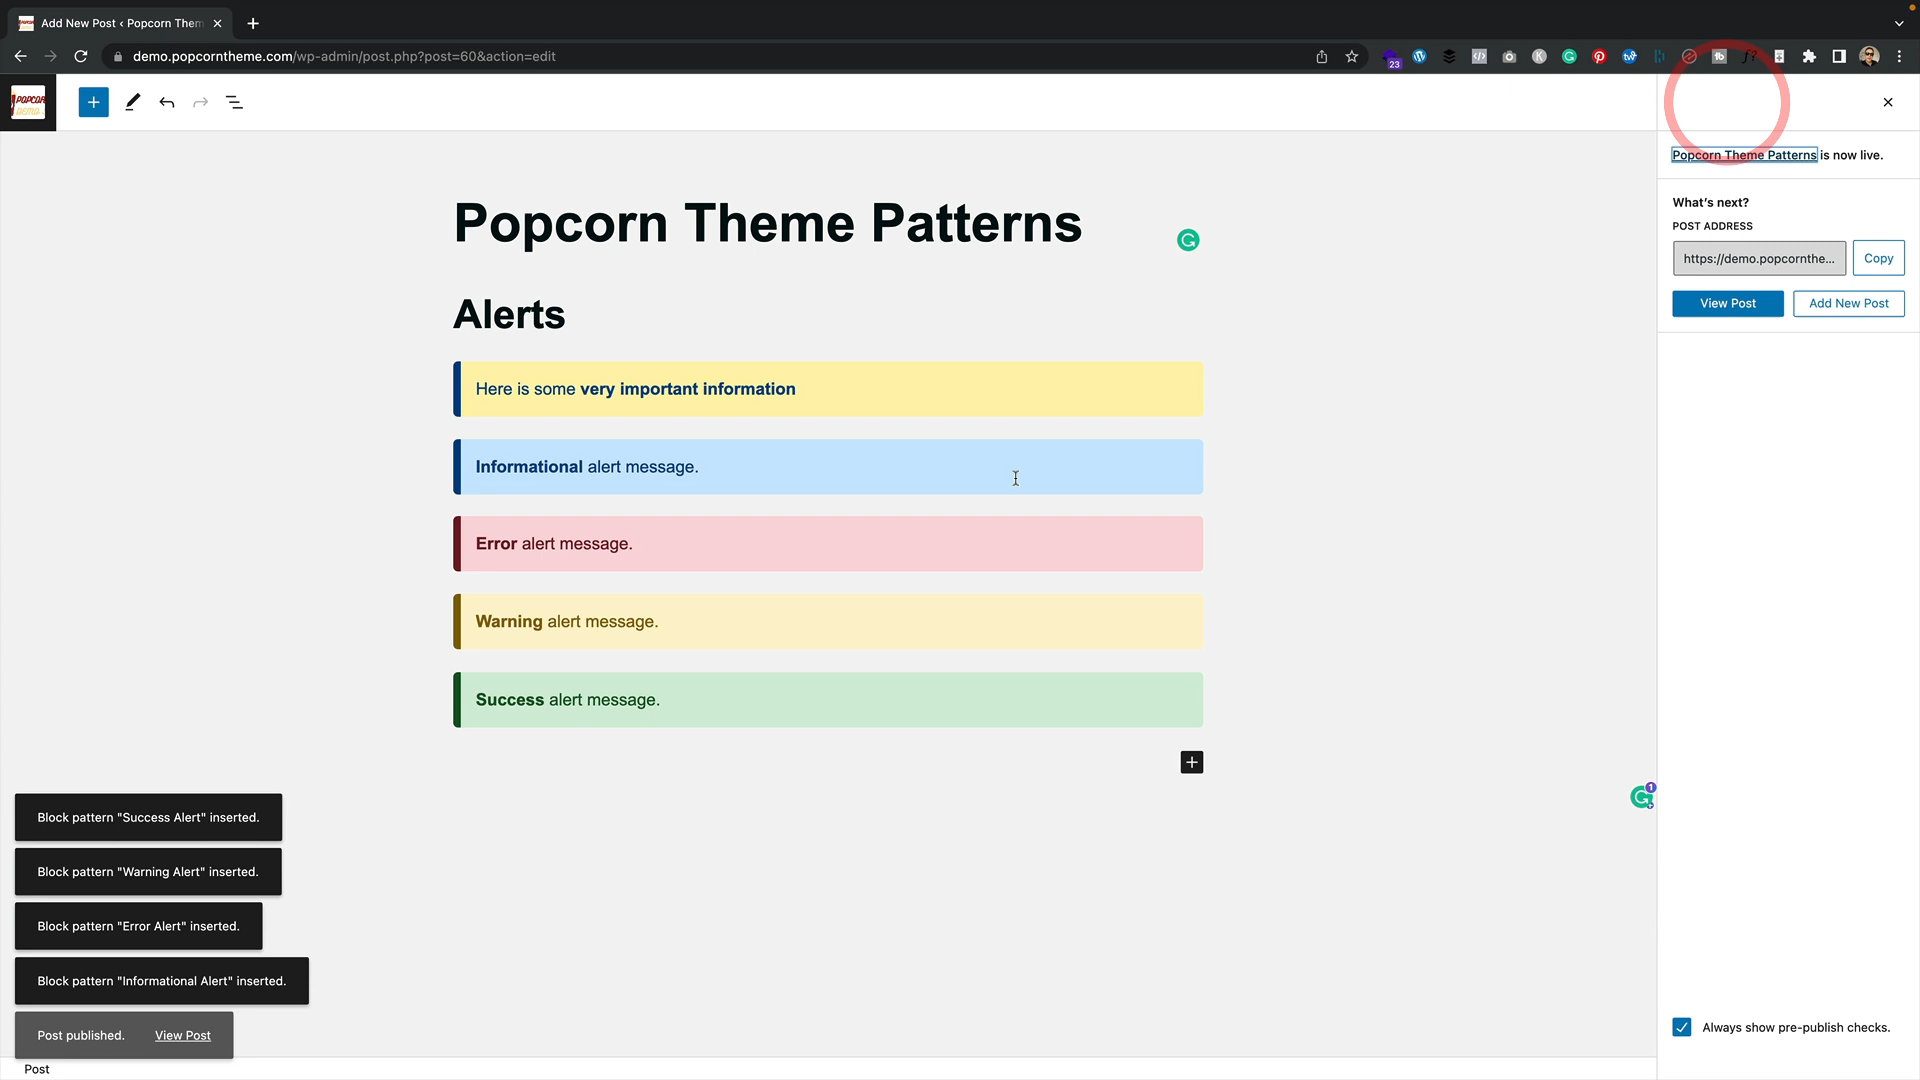 Add New Post ‹ Popcorn Them
demo.popcorntheme.com/wp-admin/post.php?post=60&action=edit
23
POPCOR
DEMO
Popcorn Theme Patterns is now live.
What's next?
POST ADDRESS
https://demo.popcornthe...
Copy
View Post
Add New Post
Popcorn Theme Patterns
Alerts
Here is some very important information
Informational alert message.
Error alert message.
Warning alert message.
Success alert message.
1
Block pattern "Success Alert" inserted.
Block pattern "Warning Alert" inserted.
Block pattern "Error Alert" inserted.
Block pattern "Informational Alert" inserted.
Post published. View Post
Always show pre-publish checks.
Post